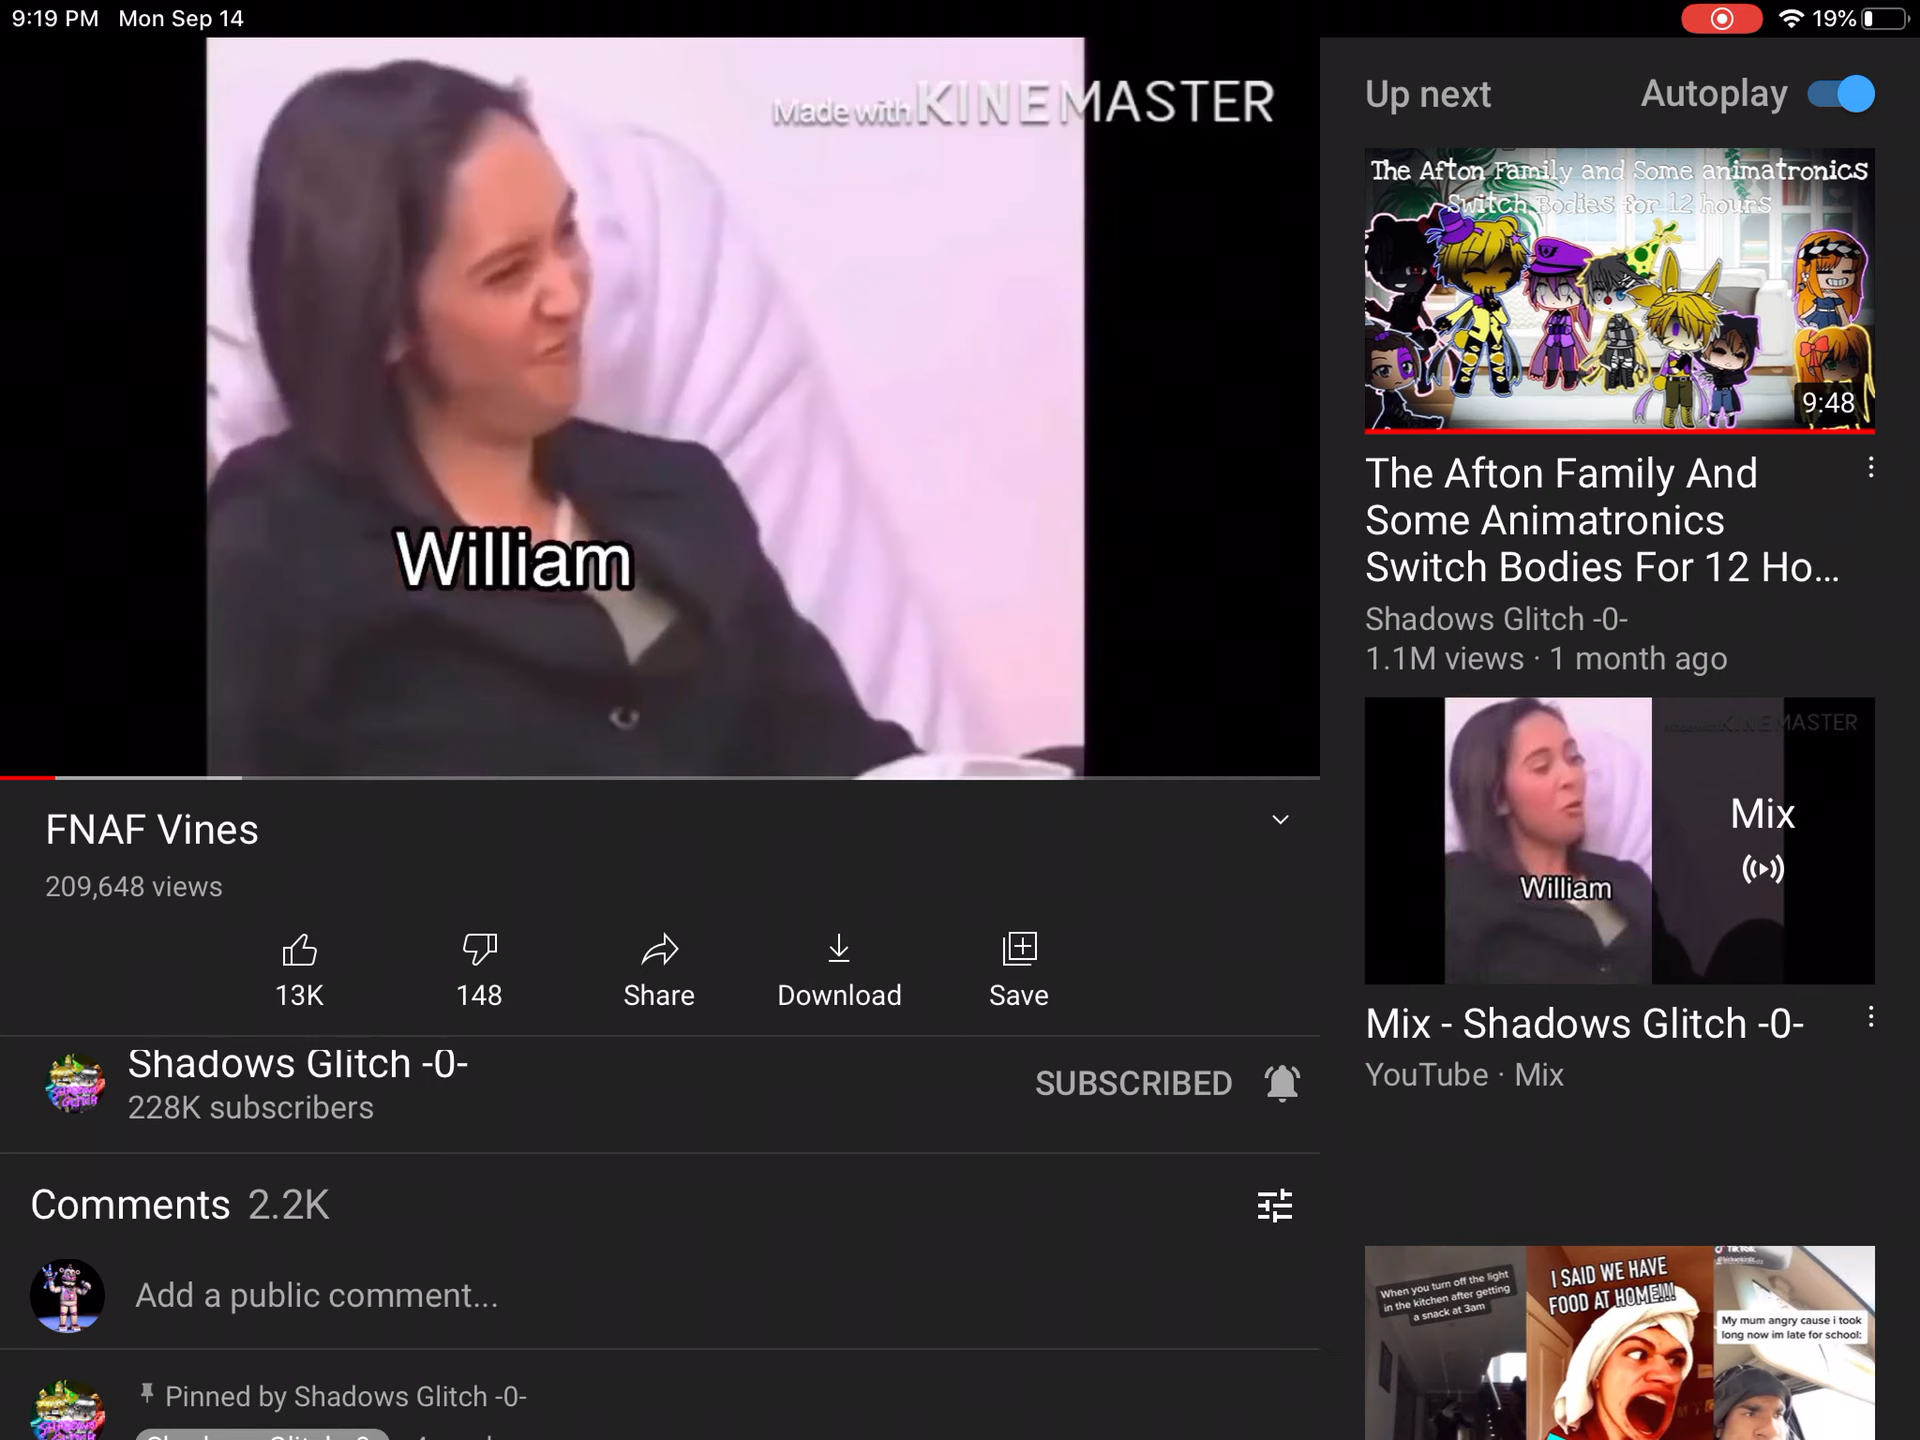 9:19 PM Mon Sep 14
19%
Made with KINEMASTER
William
FNAF Vines
209,648 views
13K
148
Share
Download
Save
Shadows Glitch -0-
228K subscribers
SUBSCRIBED
Comments 2.2K
Add a public comment...
Pinned by Shadows Glitch -0-
Up next
Autoplay
The Afton Family and Some animatronics
Switch Bodies for 12 hours
9:48
The Afton Family And
Some Animatronics
Switch Bodies For 12 Ho...
Shadows Glitch -0-
1.1M views · 1 month ago
KINEMASTER
William
Mix
Mix - Shadows Glitch -0-
YouTube · Mix
When you turn off the light
in the kitchen after getting
a snack at 3am
I SAID WE HAVE
FOOD AT HOME!!!
My mum angry cause i took
long now im late for school: